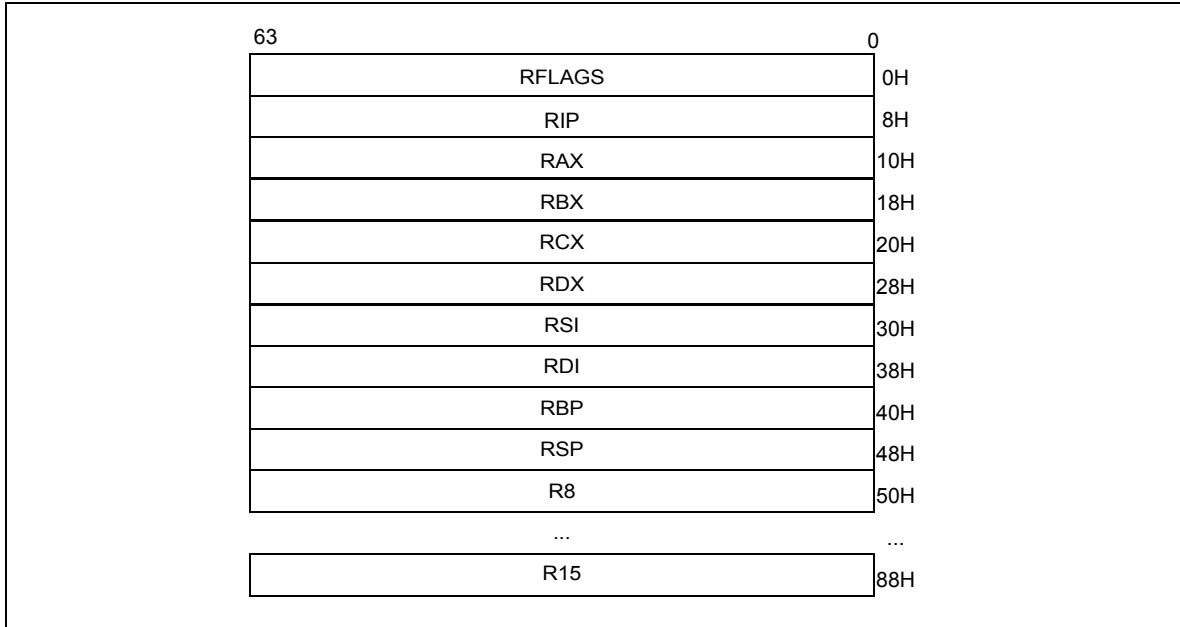 63 0
RFLAGS 0H
RIP 8H
RAX 10H
RBX 18H
RCX 20H
RDX 28H
RSI 30H
RDI 38H
RBP 40H
RSP 48H
R8 50H
... ...
R15 88H